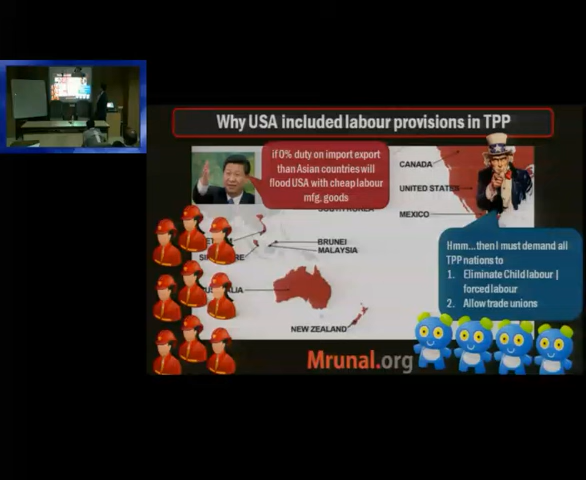 Why USA included labour provisions in TPP
if 0% duty on import export
than Asian countries will
flood USA with cheap labour
mfg. goods
CANADA
UNITED STATES
MEXICO
SOUTH KOREA
BRUNEI
MALAYSIA
NEW ZEALAND
Hmm...then I must demand all
TPP nations to
1. Eliminate Child labour |
forced labour
2. Allow trade unions
Mrunal.org